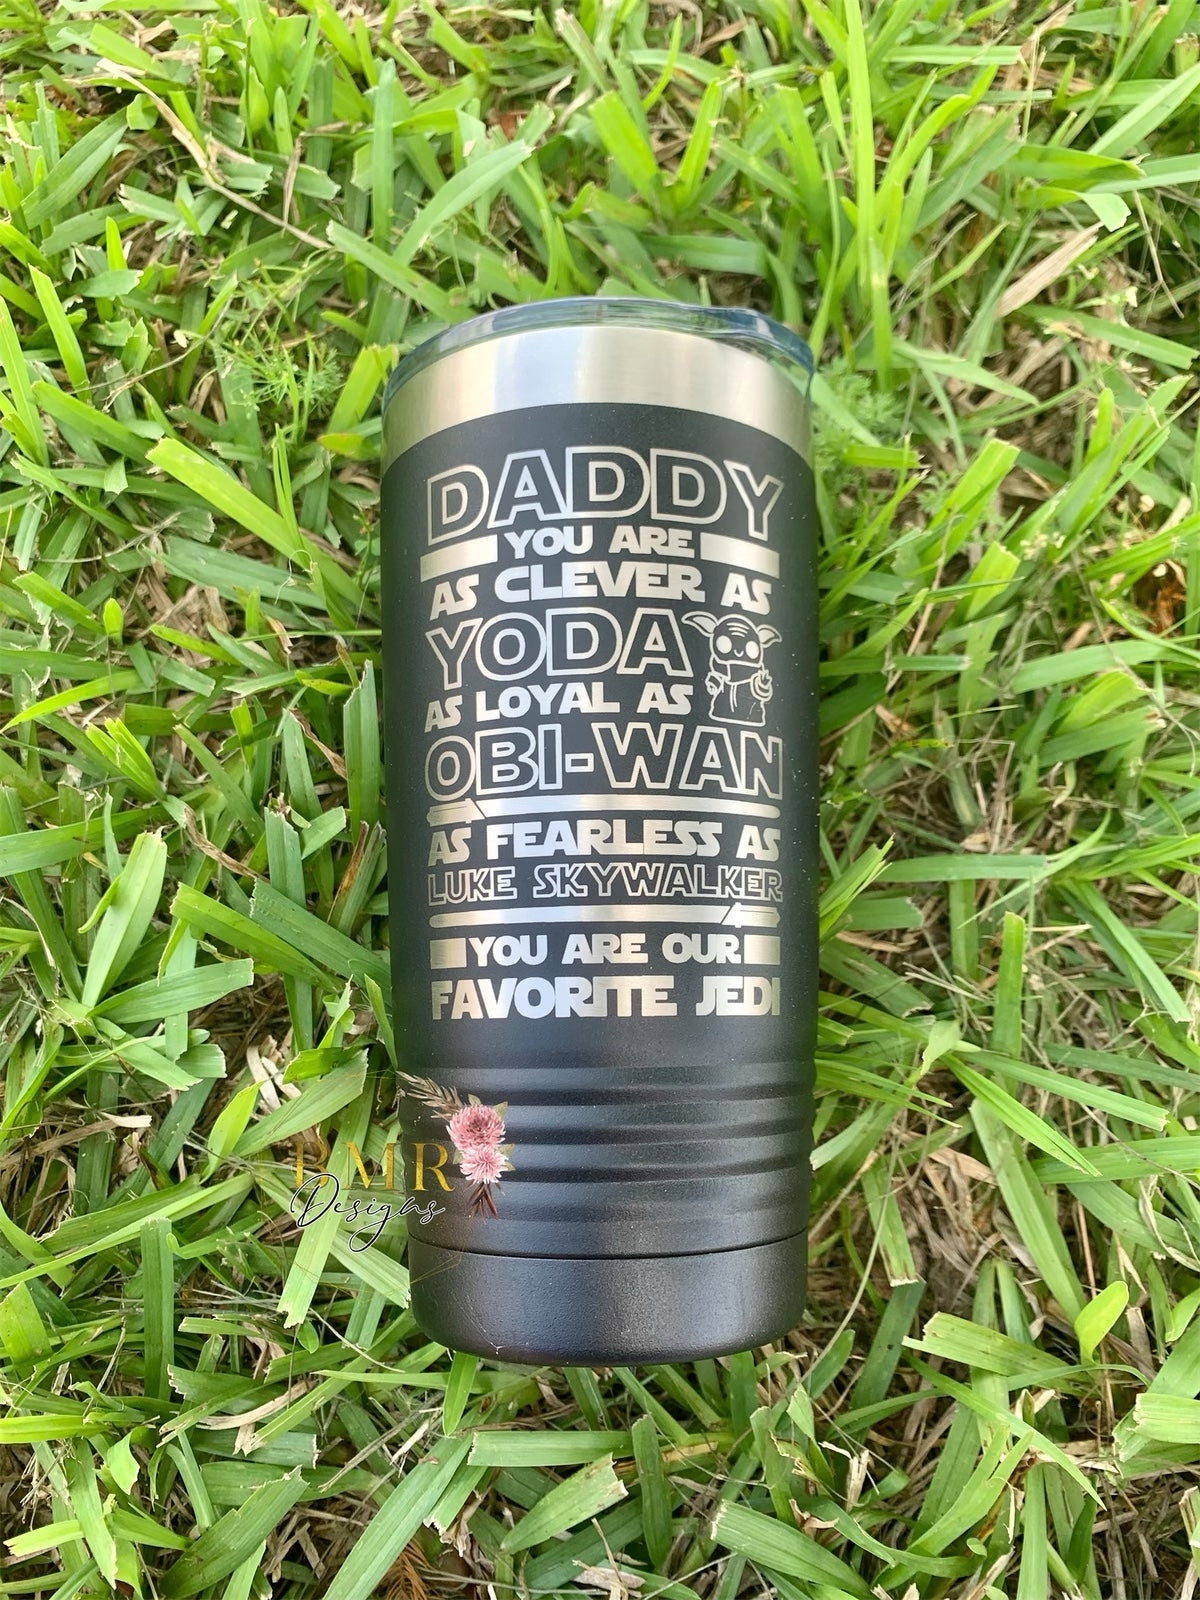 DADDY
YOU ARE
AS CLEVER AS
YODA
AS LOYAL AS
OBI-WAN
AS FEARLESS AS
LUKE SKYWALKER
YOU ARE OUR
FAVORITE JEDI
BMR
Designs